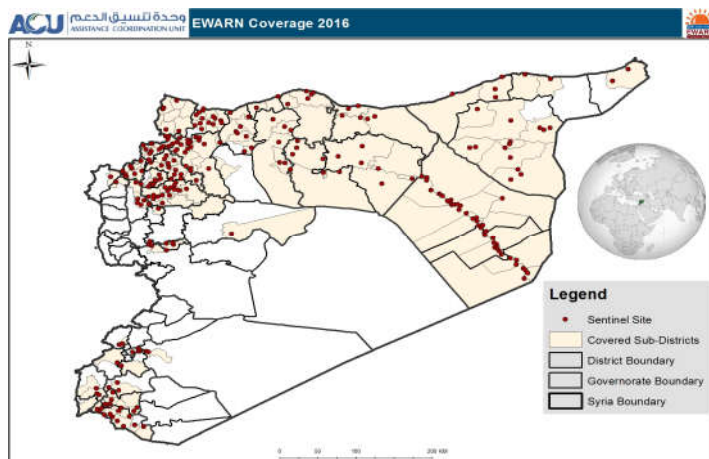 ACU
وحدة تنسيق الدعم
ASSISTANCE COORDINATION UNIT
EWARN Coverage 2016
EWARN
N
Legend
Sentinel Site
Covered Sub-Districts
District Boundary
Governorate Boundary
Syria Boundary
0 50 100 200 KM